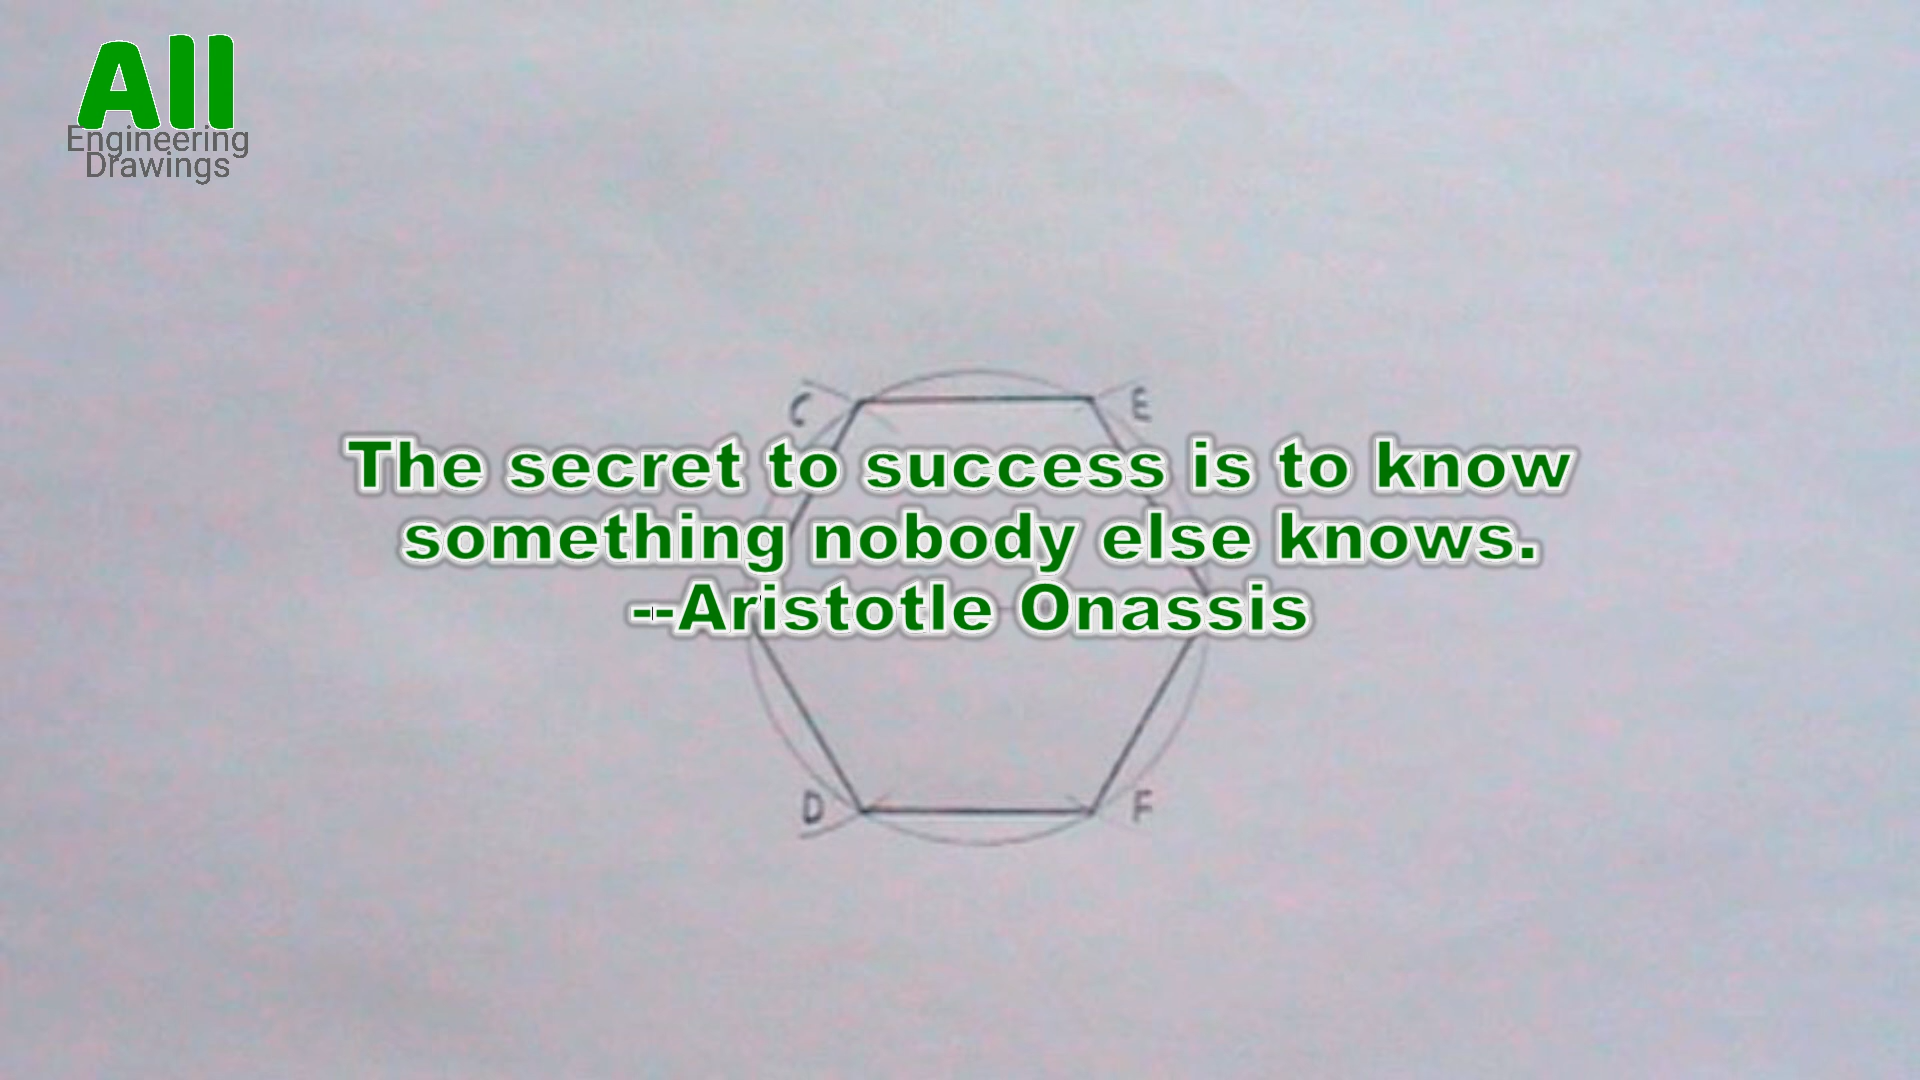 All
Engineering
Drawings
C
E
The secret to success is to know
something nobody else knows.
--Aristotle Onassis
D
F